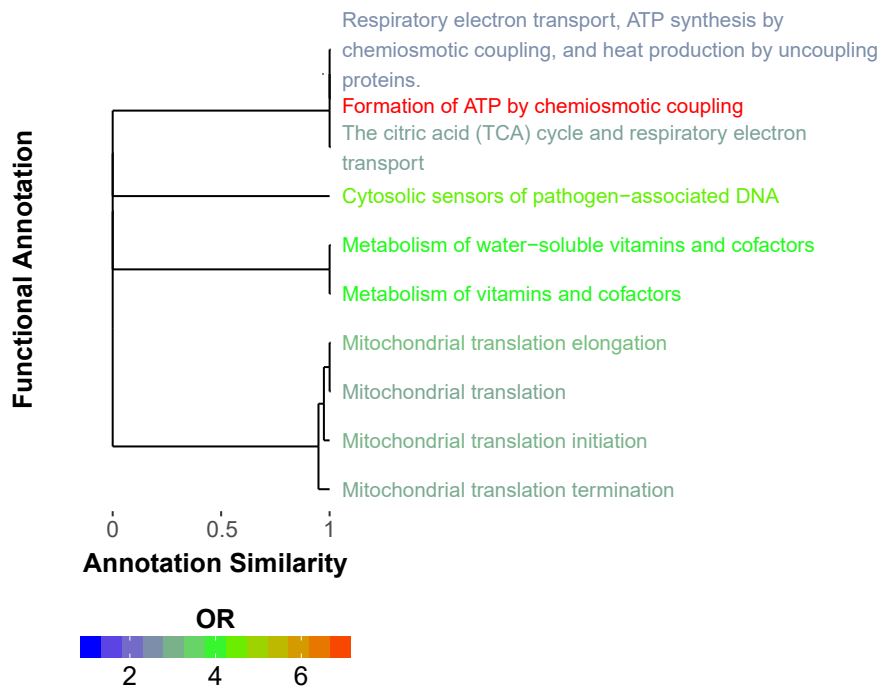 Respiratory electron transport, ATP synthesis by
chemiosmotic coupling, and heat production by uncoupling
proteins.
Formation of ATP by chemiosmotic coupling
The citric acid (TCA) cycle and respiratory electron
transport
Cytosolic sensors of pathogen−associated DNA
Metabolism of water−soluble vitamins and cofactors
Metabolism of vitamins and cofactors
Mitochondrial translation elongation
Mitochondrial translation
Mitochondrial translation initiation
Mitochondrial translation termination
Functional Annotation
0 0.5 1
Annotation Similarity
OR
2 4 6